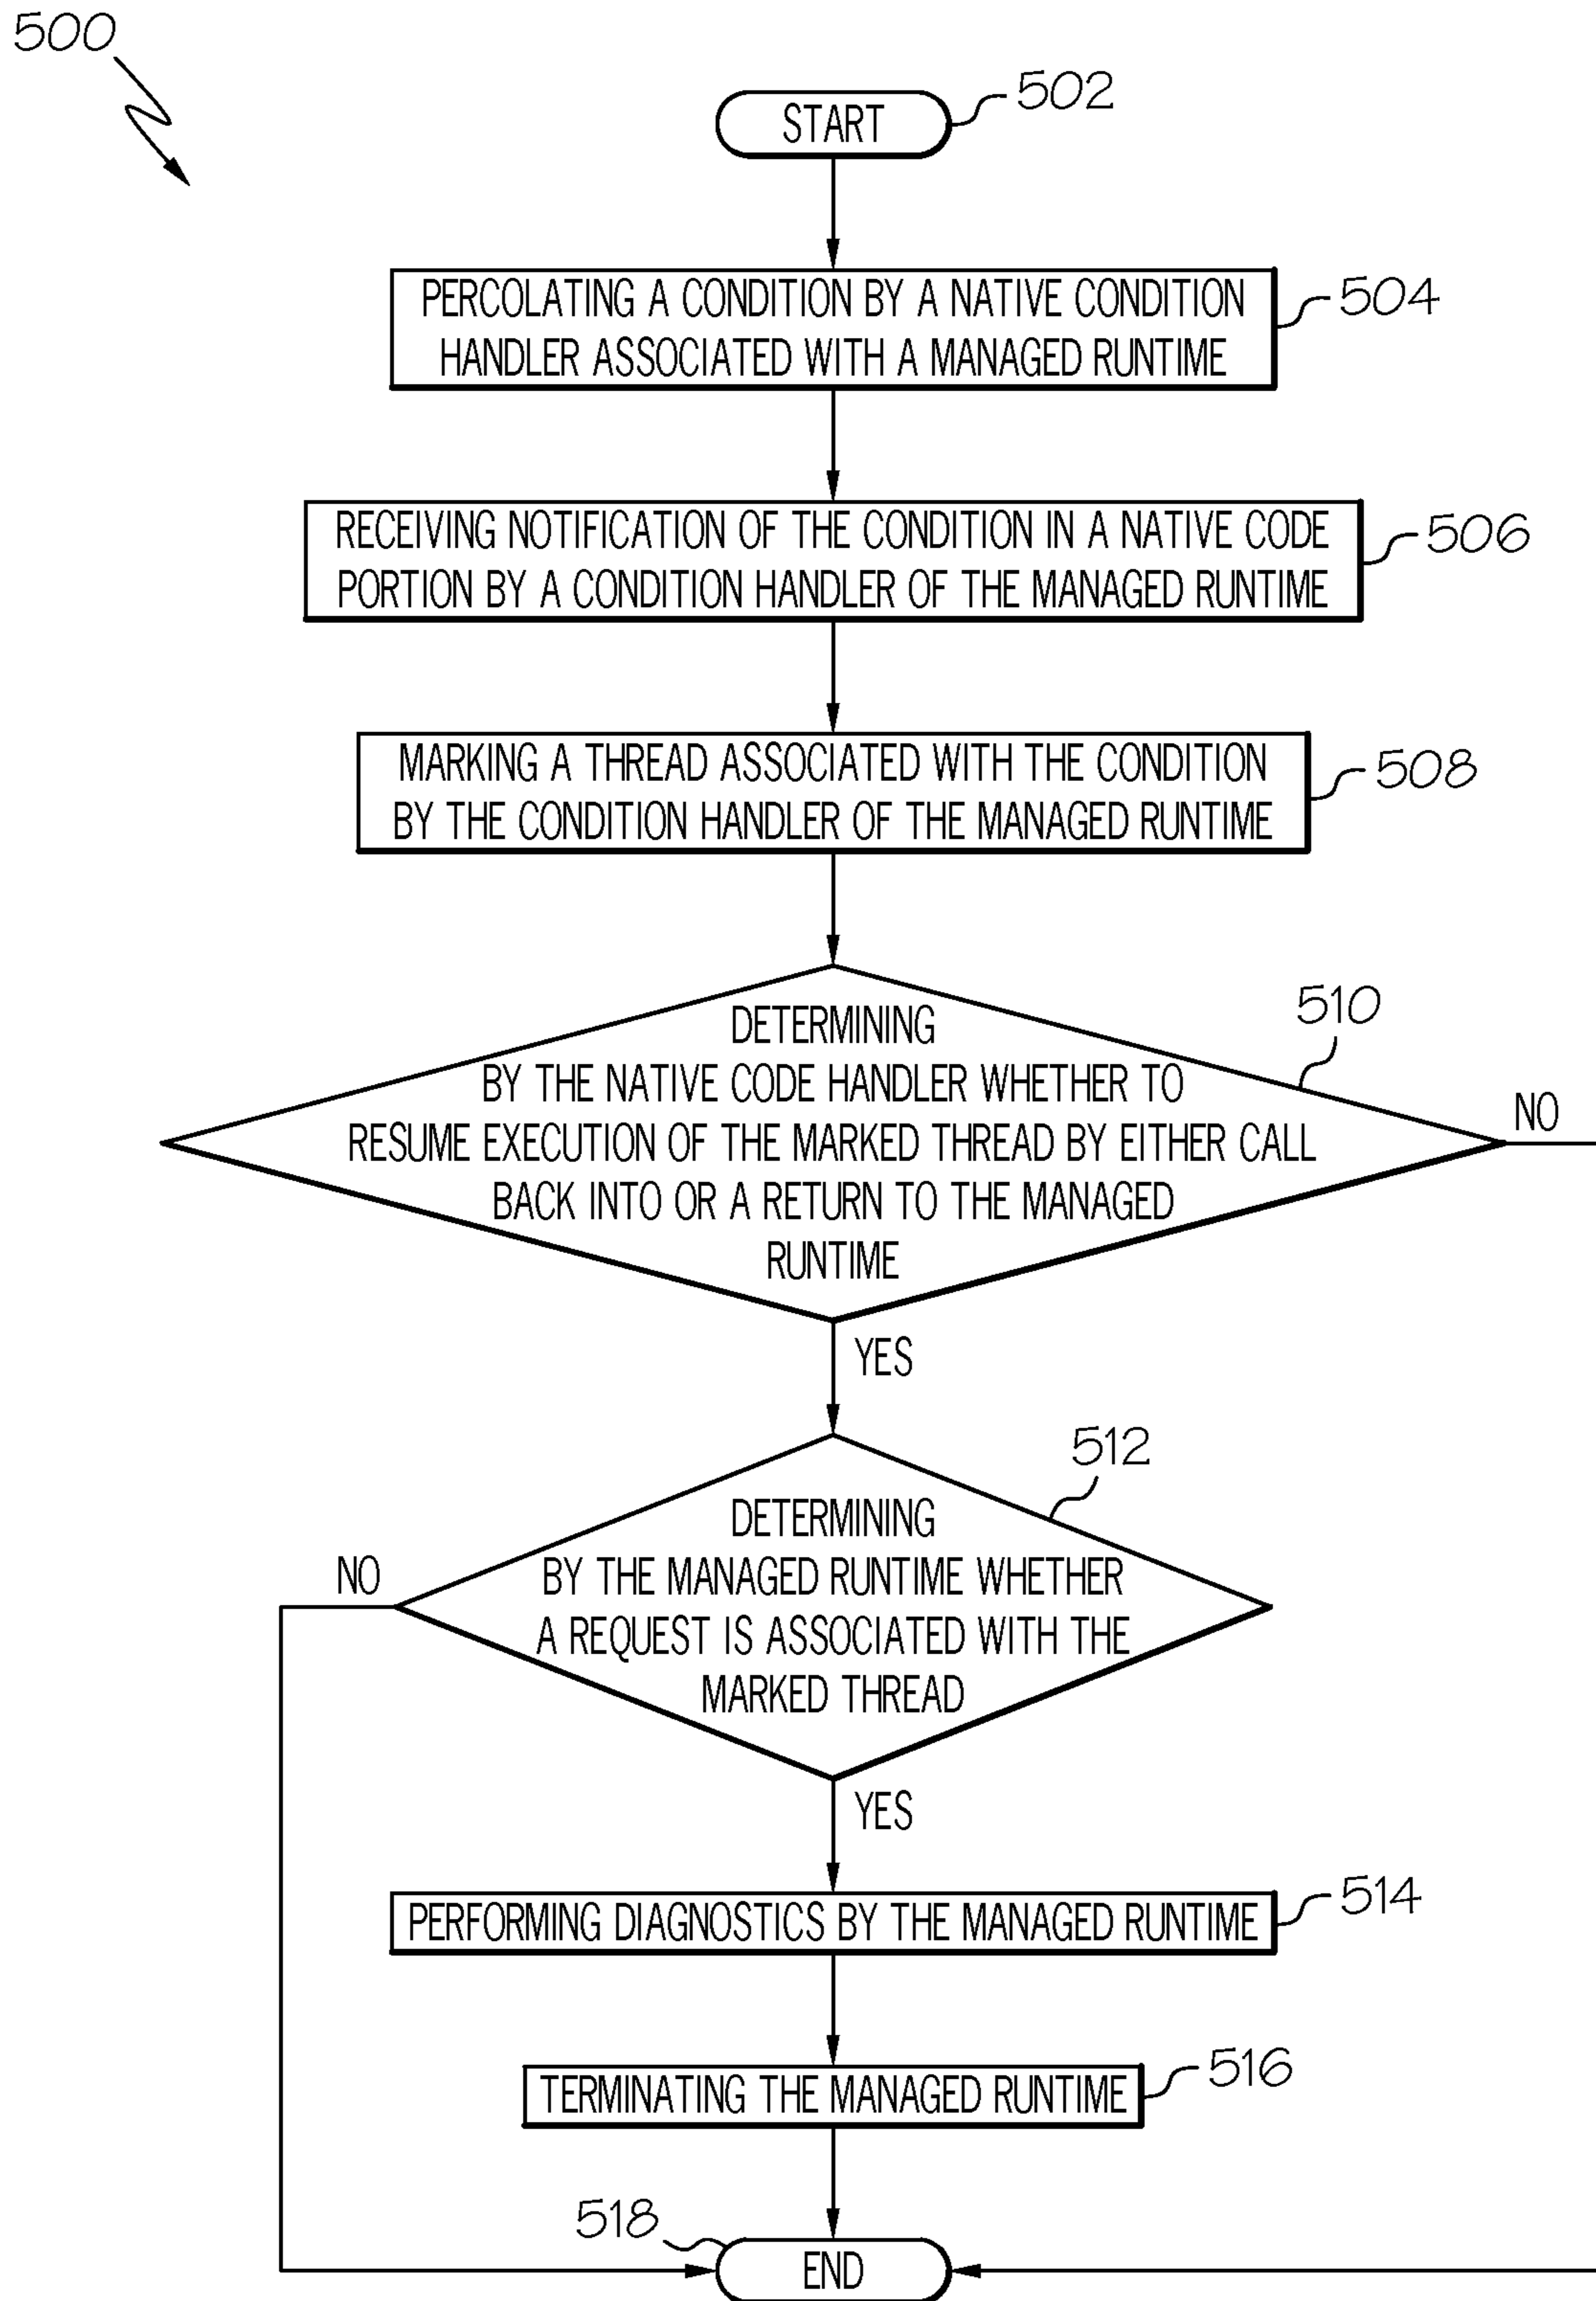 500
START
502
PERCOLATING A CONDITION BY A NATIVE CONDITION
HANDLER ASSOCIATED WITH A MANAGED RUNTIME
504
RECEIVING NOTIFICATION OF THE CONDITION IN A NATIVE CODE
PORTION BY A CONDITION HANDLER OF THE MANAGED RUNTIME
506
MARKING A THREAD ASSOCIATED WITH THE CONDITION
BY THE CONDITION HANDLER OF THE MANAGED RUNTIME
508
DETERMINING
BY THE NATIVE CODE HANDLER WHETHER TO
RESUME EXECUTION OF THE MARKED THREAD BY EITHER CALL
BACK INTO OR A RETURN TO THE MANAGED
RUNTIME
510
NO
YES
DETERMINING
BY THE MANAGED RUNTIME WHETHER
A REQUEST IS ASSOCIATED WITH THE
MARKED THREAD
512
NO
YES
PERFORMING DIAGNOSTICS BY THE MANAGED RUNTIME
514
TERMINATING THE MANAGED RUNTIME
516
518
END